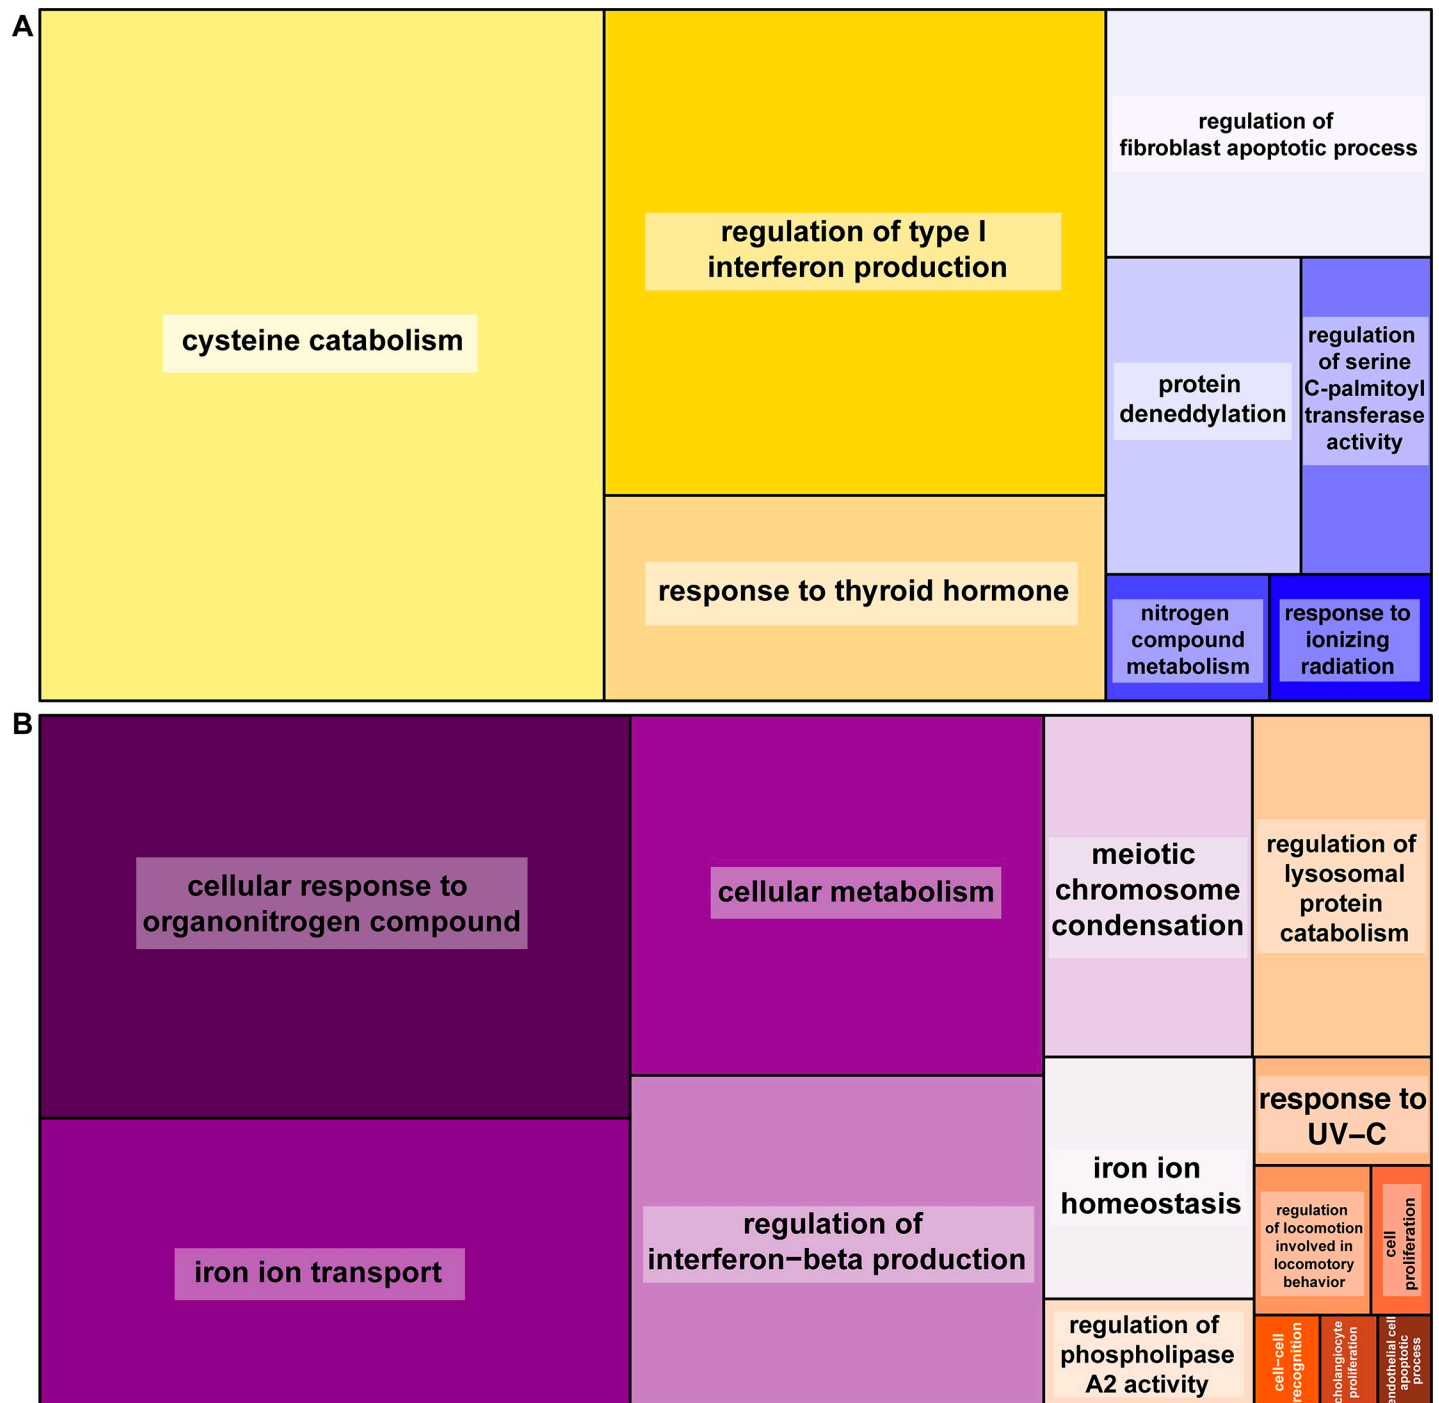 A
cysteine catabolism
regulation of type I
interferon production
response to thyroid hormone
regulation of
fibroblast apoptotic process
protein
deneddylation
regulation
of serine
C-palmitoyl
transferase
activity
nitrogen
compound
metabolism
response to
ionizing
radiation
B
cellular response to
organonitrogen compound
iron ion transport
cellular metabolism
regulation of
interferon−beta production
meiotic
chromosome
condensation
iron ion
homeostasis
regulation of
phospholipase
A2 activity
regulation of
lysosomal
protein
catabolism
response to
UV−C
regulation
of locomotion
involved in
locomotory
behavior
cell
proliferation
cell−cell
recognition
cholangiocyte
proliferation
endothelial cell
apoptotic
process